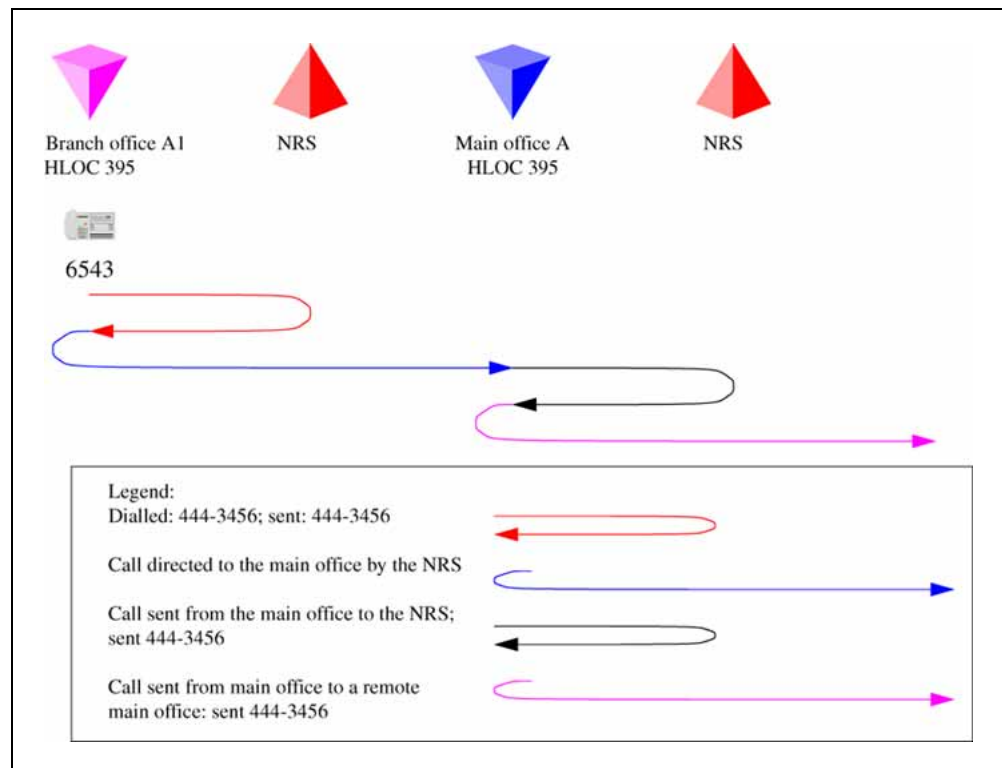 Branch office A1
HLOC 395
NRS
Main office A
HLOC 395
NRS
6543
Legend:
Dialled: 444-3456; sent: 444-3456
Call directed to the main office by the NRS
Call sent from the main office to the NRS;
sent 444-3456
Call sent from main office to a remote
main office: sent 444-3456